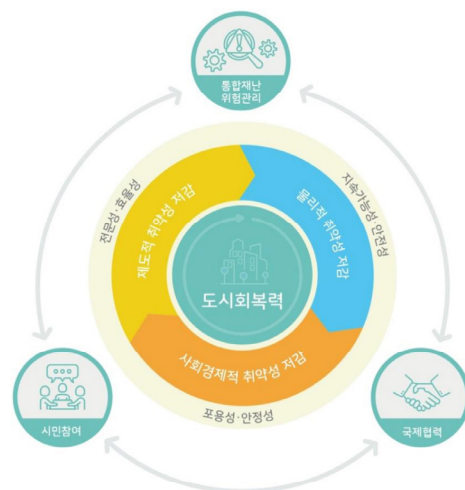 통합재난
위험관리
전문성·효율성
지속가능성·안전성
제도적 취약성 저감
물리적 취약성 저감
도시회복력
사회경제적 취약성 저감
포용성·안정성
시민참여
국제협력